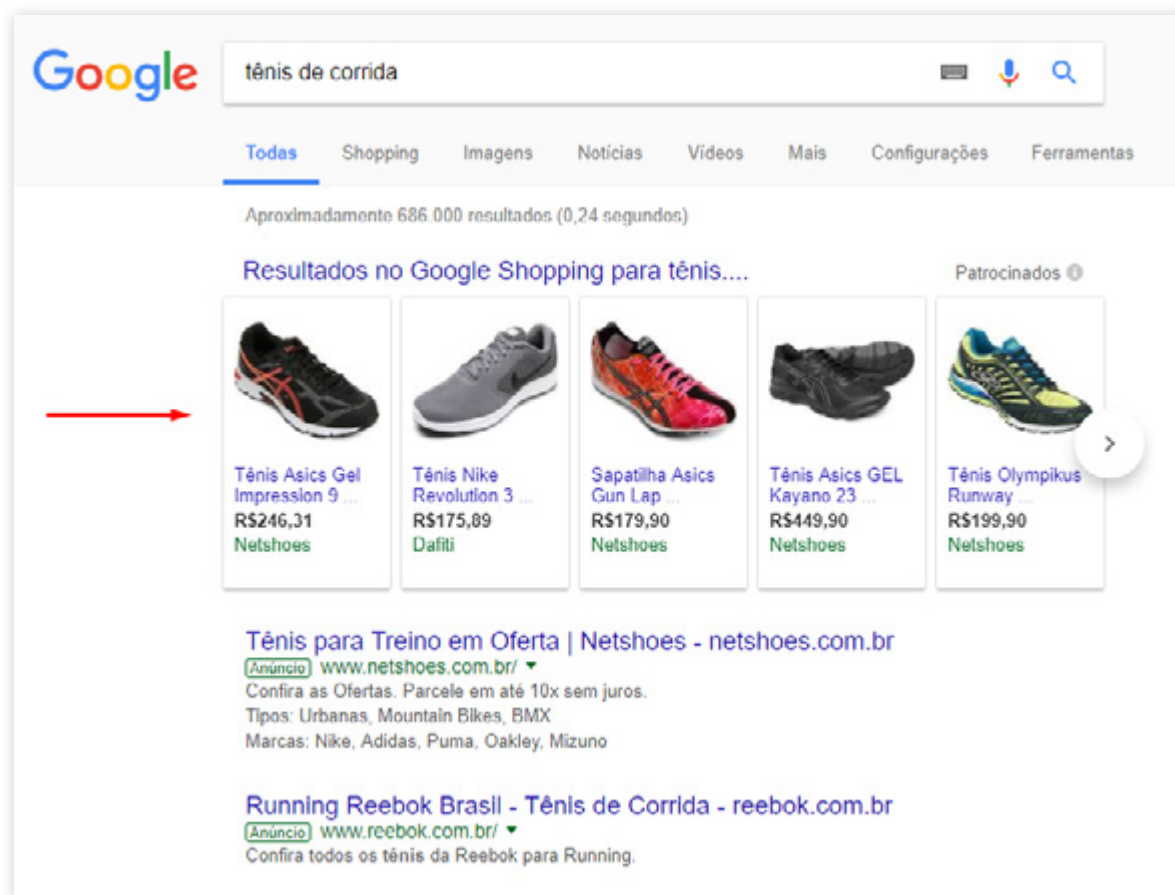 Google
tênis de corrida
Todas Shopping Imagens Notícias Vídeos Mais Configurações Ferramentas
Aproximadamente 686.000 resultados (0,24 segundos)
Resultados no Google Shopping para tênis.... Patrocinados
Tênis Asics Gel
Impression 9 ...
R$246,31
Netshoes
Tênis Nike
Revolution 3 ...
R$175,89
Dafiti
Sapatilha Asics
Gun Lap ...
R$179,90
Netshoes
Tênis Asics GEL
Kayano 23 ...
R$449,90
Netshoes
Tênis Olympikus
Runway ...
R$199,90
Netshoes
Tênis para Treino em Oferta | Netshoes - netshoes.com.br
Anúncio www.netshoes.com.br/
Confira as Ofertas. Parcele em até 10x sem juros.
Tipos: Urbanas, Mountain Bikes, BMX
Marcas: Nike, Adidas, Puma, Oakley, Mizuno
Running Reebok Brasil - Tênis de Corrida - reebok.com.br
Anúncio www.reebok.com.br/
Confira todos os tênis da Reebok para Running.